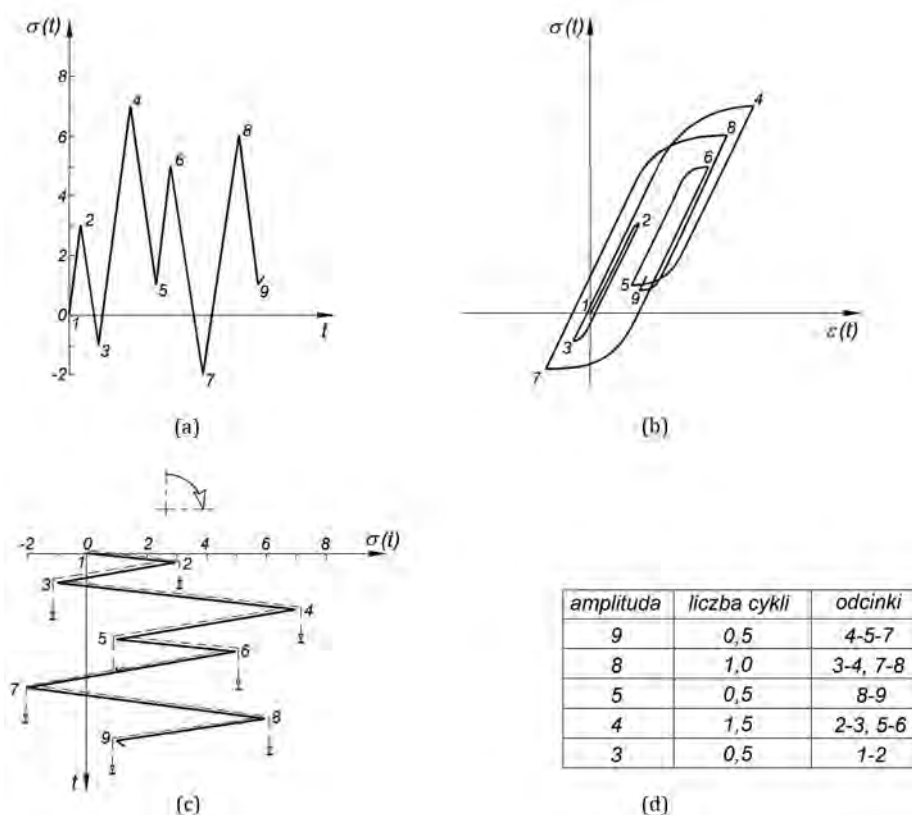 σ(t)
8
6
4
2
0
-2
1
2
3
4
5
6
7
8
9
t
(a)
σ(t)
4
8
6
2
5
9
1
3
7
ε(t)
(b)
-2 0 2 4 6 8 σ(t)
1
2
3
4
5
6
7
8
9
t
(c)
amplituda liczba cykli odcinki
9 0,5 4-5-7
8 1,0 3-4, 7-8
5 0,5 8-9
4 1,5 2-3, 5-6
3 0,5 1-2
(d)